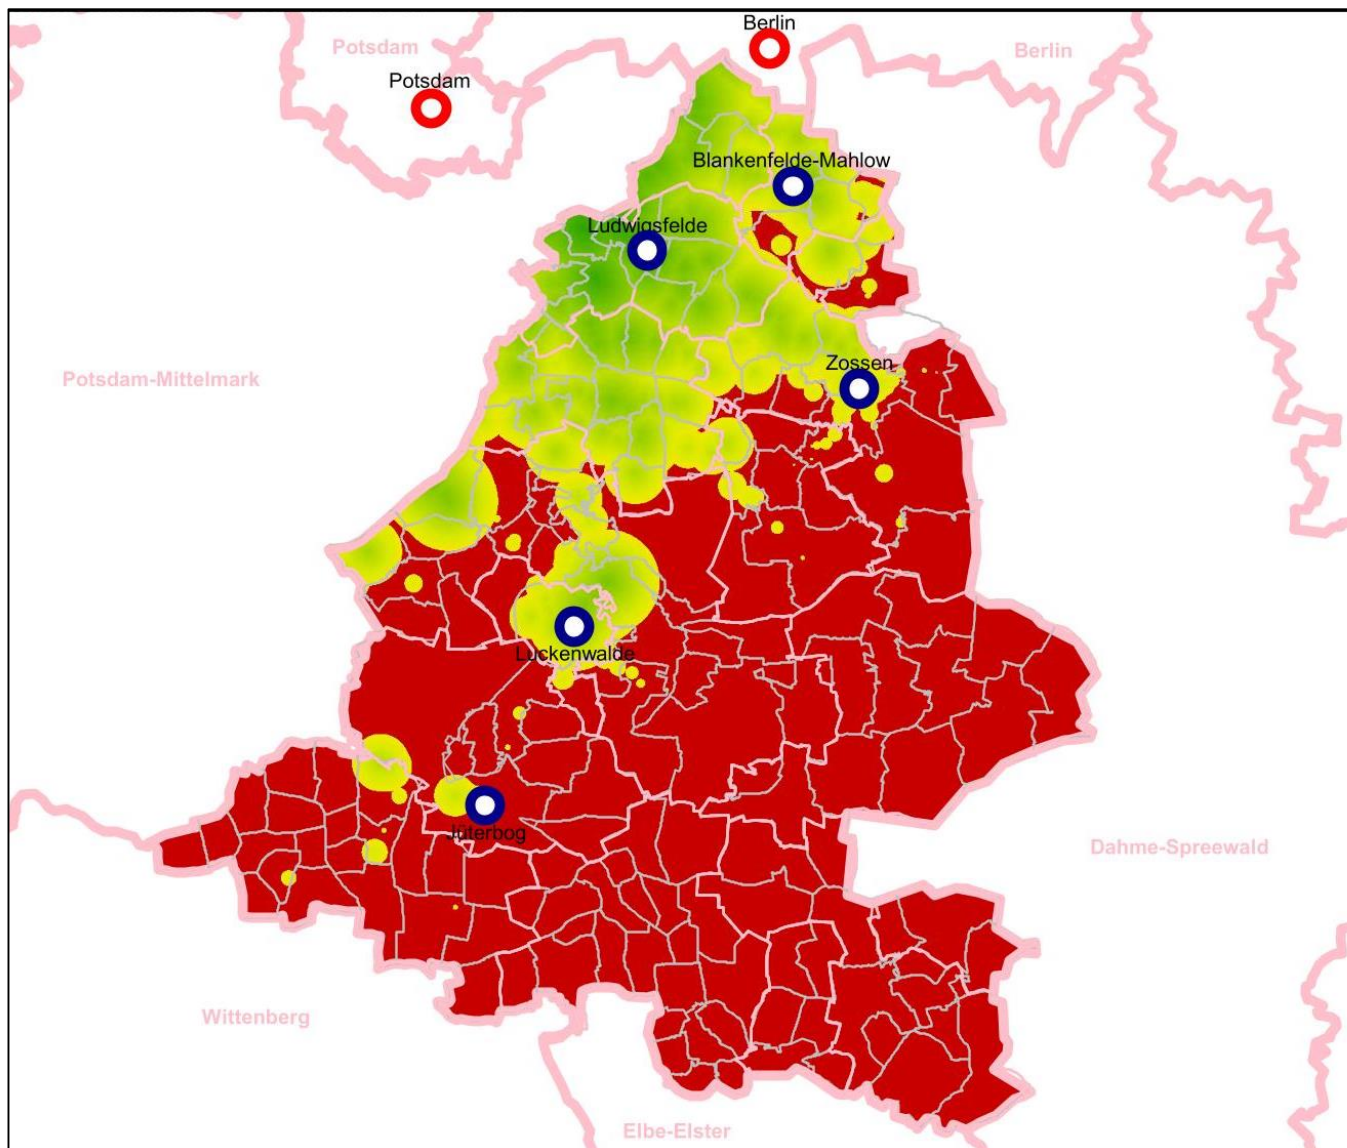 Berlin
Potsdam
Berlin
Potsdam
Blankenfelde-Mahlow
Ludwigsfelde
Zossen
Potsdam-Mittelmark
Luckenwalde
Jüterbog
Dahme-Spreewald
Wittenberg
Elbe-Elster